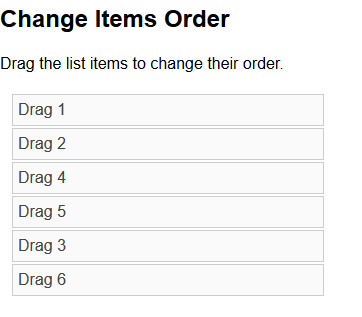 Change Items Order
Drag the list items to change their order.
Drag 1
Drag 2
Drag 4
Drag 5
Drag 3
Drag 6